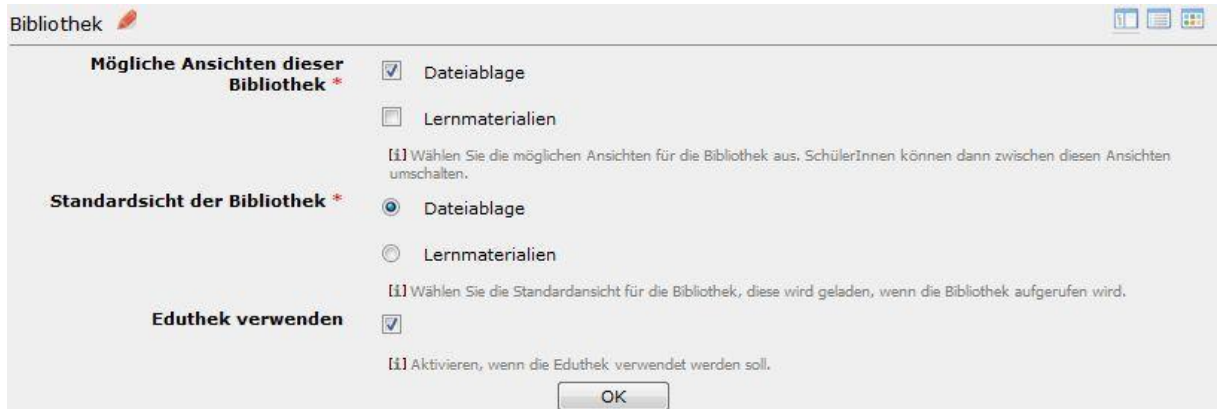 Bibliothek
Mögliche Ansichten dieser
Bibliothek *
Dateiablage
Lernmaterialien
[i] Wählen Sie die möglichen Ansichten für die Bibliothek aus. SchülerInnen können dann zwischen diesen Ansichten
umschalten.
Standardsicht der Bibliothek *
Dateiablage
Lernmaterialien
[i] Wählen Sie die Standardansicht für die Bibliothek, diese wird geladen, wenn die Bibliothek aufgerufen wird.
Eduthek verwenden
[i] Aktivieren, wenn die Eduthek verwendet werden soll.
OK